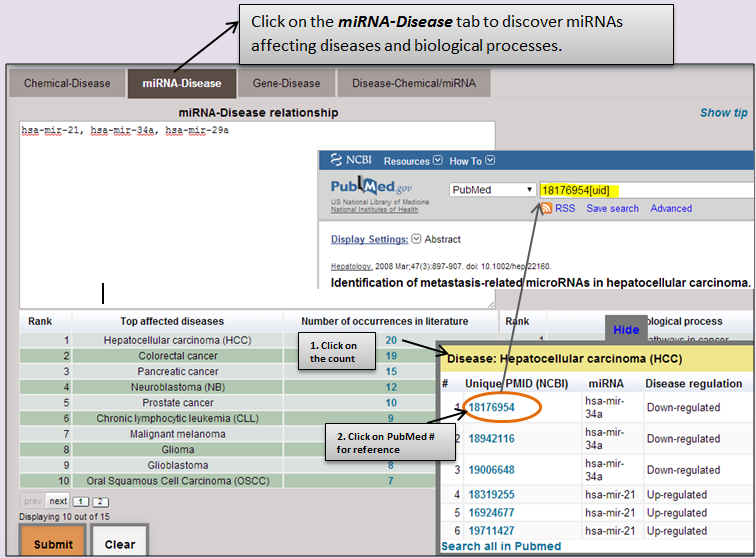 Click on the miRNA-Disease tab to discover miRNAs
affecting diseases and biological processes.
Chemical-Disease
miRNA-Disease
Gene-Disease
Disease-Chemical/miRNA
miRNA-Disease relationship
Show tip
hsa-mir-21, hsa-mir-34a, hsa-mir-29a
NCBI Resources How To
PubMed.gov
US National Library of Medicine
National Institutes of Health
PubMed
18176954[uid]
RSS Save search Advanced
Display Settings: Abstract
Hepatology. 2008 Mar;47(3):897-907. doi: 10.1002/hep.22160.
Identification of metastasis-related microRNAs in hepatocellular carcinoma.
Rank Top affected diseases Number of occurrences in literature Rank ological process
1 Hepatocellular carcinoma (HCC) 20 1 Pathways in cancer
2 Colorectal cancer 19
3 Pancreatic cancer 15
4 Neuroblastoma (NB) 12
5 Prostate cancer 10
6 Chronic lymphocytic leukemia (CLL) 9
7 Malignant melanoma
8 Glioma
9 Glioblastoma 8
10 Oral Squamous Cell Carcinoma (OSCC) 7
prev next 1 2
Displaying 10 out of 15
Submit
Clear
1. Click on
the count
2. Click on PubMed #
for reference
Hide
Disease: Hepatocellular carcinoma (HCC)
# Unique PMID (NCBI) miRNA Disease regulation
1 18176954 hsa-mir-
34a Down-regulated
2 18942116 hsa-mir-
34a Down-regulated
3 19006648 hsa-mir-
34a Down-regulated
4 18319255 hsa-mir-21 Up-regulated
5 16924677 hsa-mir-21 Up-regulated
6 19711427 hsa-mir-21 Up-regulated
Search all in Pubmed